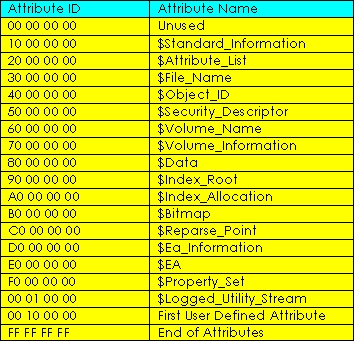 Attribute ID Attribute Name
00 00 00 00 Unused
10 00 00 00 $Standard_Information
20 00 00 00 $Attribute_List
30 00 00 00 $File_Name
40 00 00 00 $Object_ID
50 00 00 00 $Security_Descriptor
60 00 00 00 $Volume_Name
70 00 00 00 $Volume_Information
80 00 00 00 $Data
90 00 00 00 $Index_Root
A0 00 00 00 $Index_Allocation
B0 00 00 00 $Bitmap
C0 00 00 00 $Reparse_Point
D0 00 00 00 $Ea_Information
E0 00 00 00 $EA
F0 00 00 00 $Property_Set
00 01 00 00 $Logged_Utility_Stream
00 10 00 00 First User Defined Attribute
FF FF FF FF End of Attributes